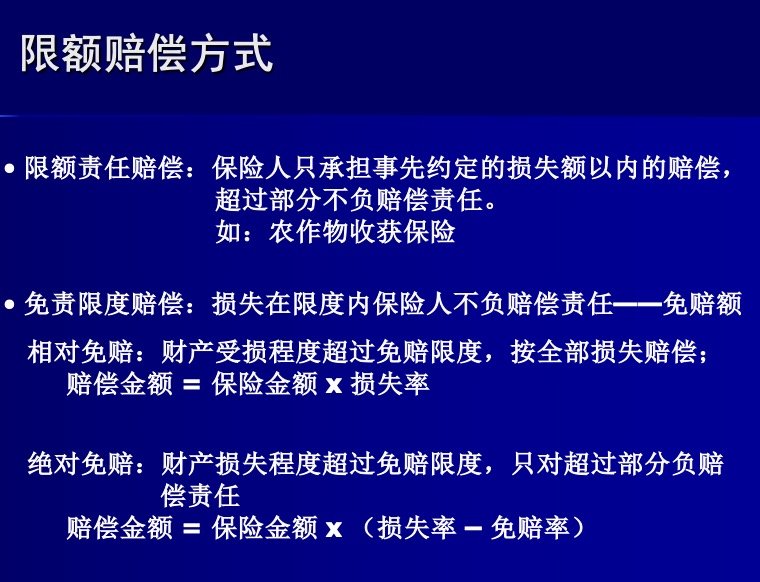 限额赔偿方式
• 限额责任赔偿：保险人只承担事先约定的损失额以内的赔偿，
超过部分不负赔偿责任。
如：农作物收获保险
• 免责限度赔偿：损失在限度内保险人不负赔偿责任——免赔额
相对免赔：财产受损程度超过免赔限度，按全部损失赔偿；
赔偿金额 = 保险金额 x 损失率
绝对免赔：财产损失程度超过免赔限度，只对超过部分负赔
偿责任
赔偿金额 = 保险金额 x （损失率 – 免赔率）